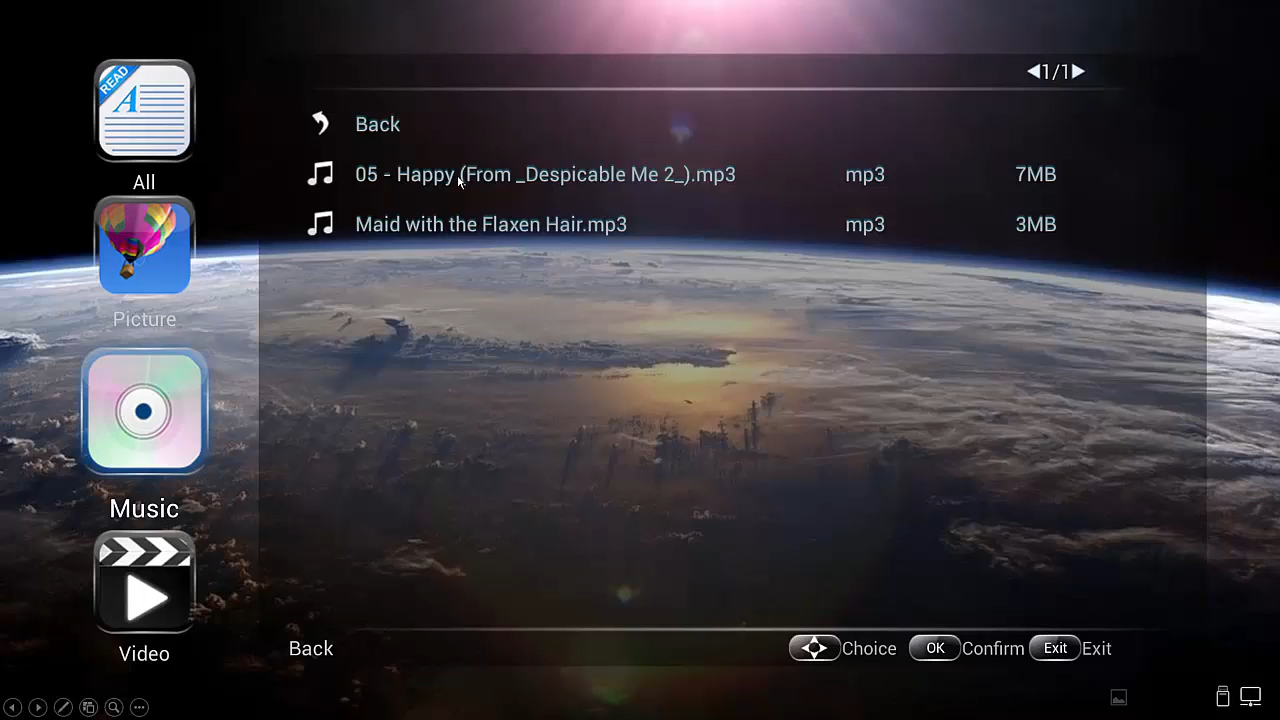 ◀1/1▶
READ
A
All
Back
05 - Happy (From _Despicable Me 2_).mp3 mp3 7MB
Maid with the Flaxen Hair.mp3 mp3 3MB
Picture
Music
Video
Back
Choice OK Confirm Exit Exit